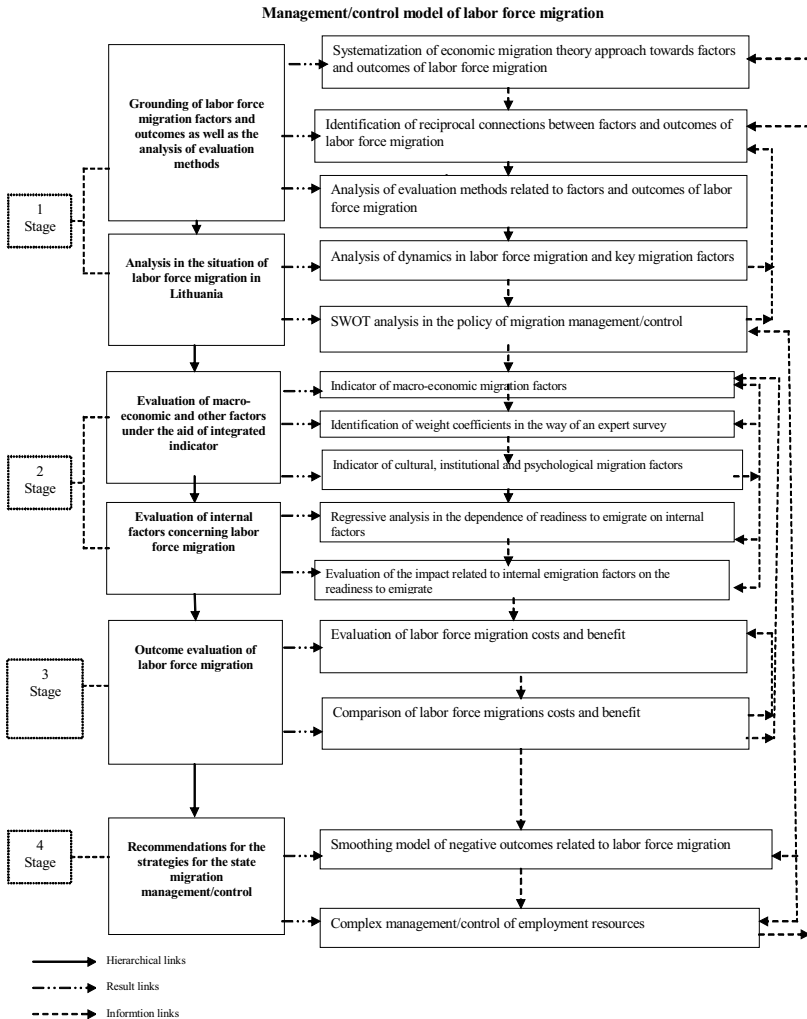 Management/control model of labor force migration
Systematization of economic migration theory approach towards factors
and outcomes of labor force migration
Grounding of labor force
migration factors and
outcomes as well as the
analysis of evaluation
methods
Identification of reciprocal connections between factors and outcomes of
labor force migration
Analysis of evaluation methods related to factors and outcomes of labor
force migration
1
Stage
Analysis in the situation of
labor force migration in
Lithuania
Analysis of dynamics in labor force migration and key migration factors
SWOT analysis in the policy of migration management/control
Evaluation of macro-
economic and other factors
under the aid of integrated
indicator
Indicator of macro-economic migration factors
Identification of weight coefficients in the way of an expert survey
Indicator of cultural, institutional and psychological migration factors
2
Stage
Evaluation of internal
factors concerning labor
force migration
Regressive analysis in the dependence of readiness to emigrate on internal
factors
Evaluation of the impact related to internal emigration factors on the
readiness to emigrate
3
Stage
Outcome evaluation of
labor force migration
Evaluation of labor force migration costs and benefit
Comparison of labor force migrations costs and benefit
4
Stage
Recommendations for the
strategies for the state
migration
management/control
Smoothing model of negative outcomes related to labor force migration
Complex management/control of employment resources
Hierarchical links
Result links
Informtion links